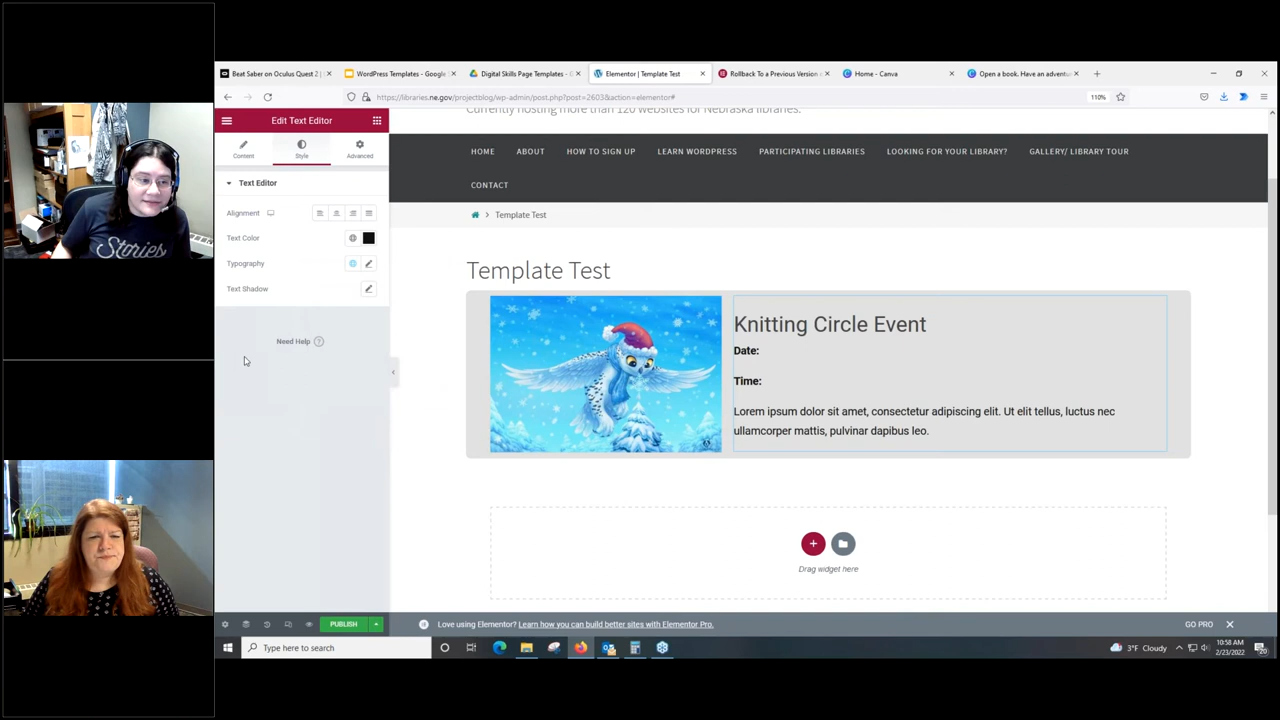 Beat Saber on Oculus Quest 2 |
WordPress Templates - Google
Digital Skills Page Templates - G
Elementor | Template Test
Rollback To a Previous Version o
Home - Canva
Open a book. Have an adventu
https://libraries.ne.gov/projectblog/wp-admin/post.php?post=2603&action=elementor#
110%
Edit Text Editor
Content
Style
Advanced
Text Editor
Alignment
Text Color
Typography
Text Shadow
Need Help ?
PUBLISH
Currently hosting more than 120 websites for Nebraska libraries.
HOME ABOUT HOW TO SIGN UP LEARN WORDPRESS PARTICIPATING LIBRARIES LOOKING FOR YOUR LIBRARY? GALLERY/ LIBRARY TOUR
CONTACT
Template Test
Template Test
Knitting Circle Event
Date:
Time:
Lorem ipsum dolor sit amet, consectetur adipiscing elit. Ut elit tellus, luctus nec
ullamcorper mattis, pulvinar dapibus leo.
Drag widget here
Love using Elementor? Learn how you can build better sites with Elementor Pro.
GO PRO
Type here to search
3°F Cloudy
10:58 AM
2/23/2022
20
Stories